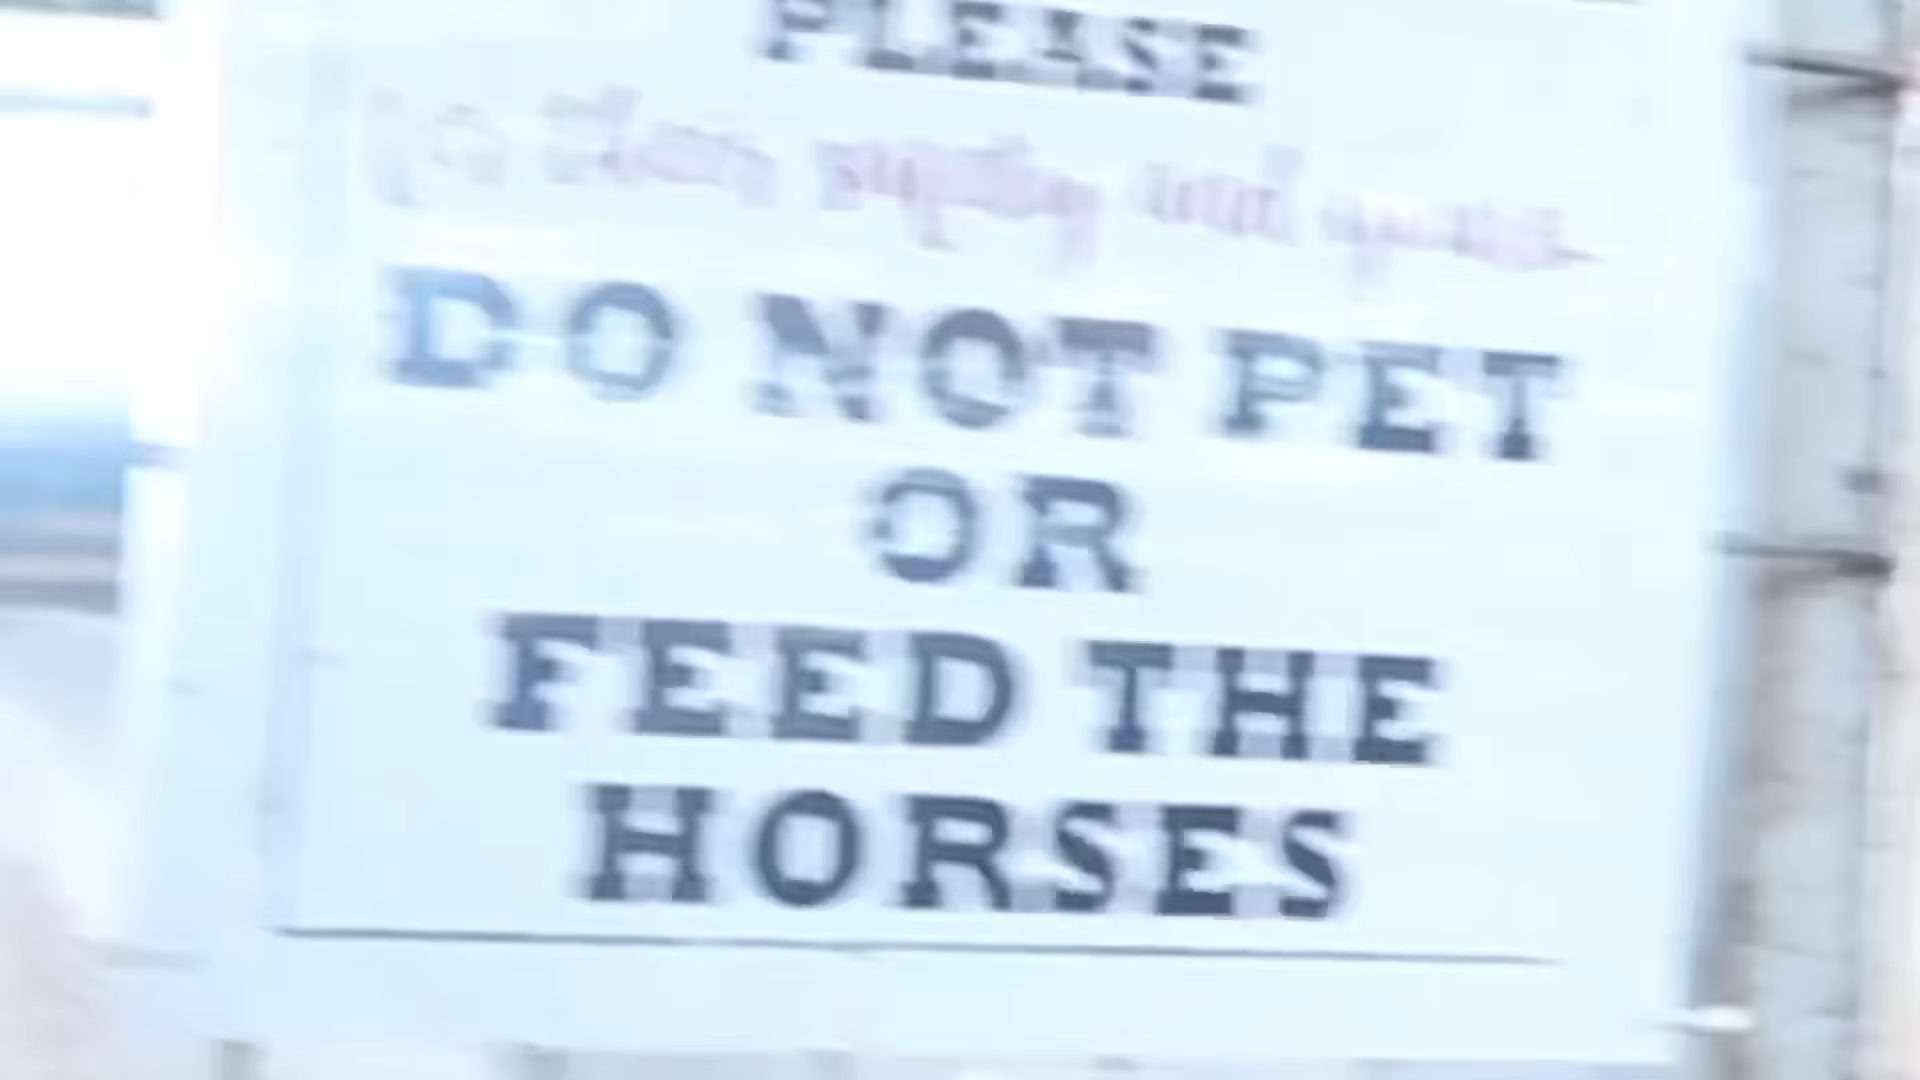 PLEASE
DO NOT PET
OR
FEED THE
HORSES